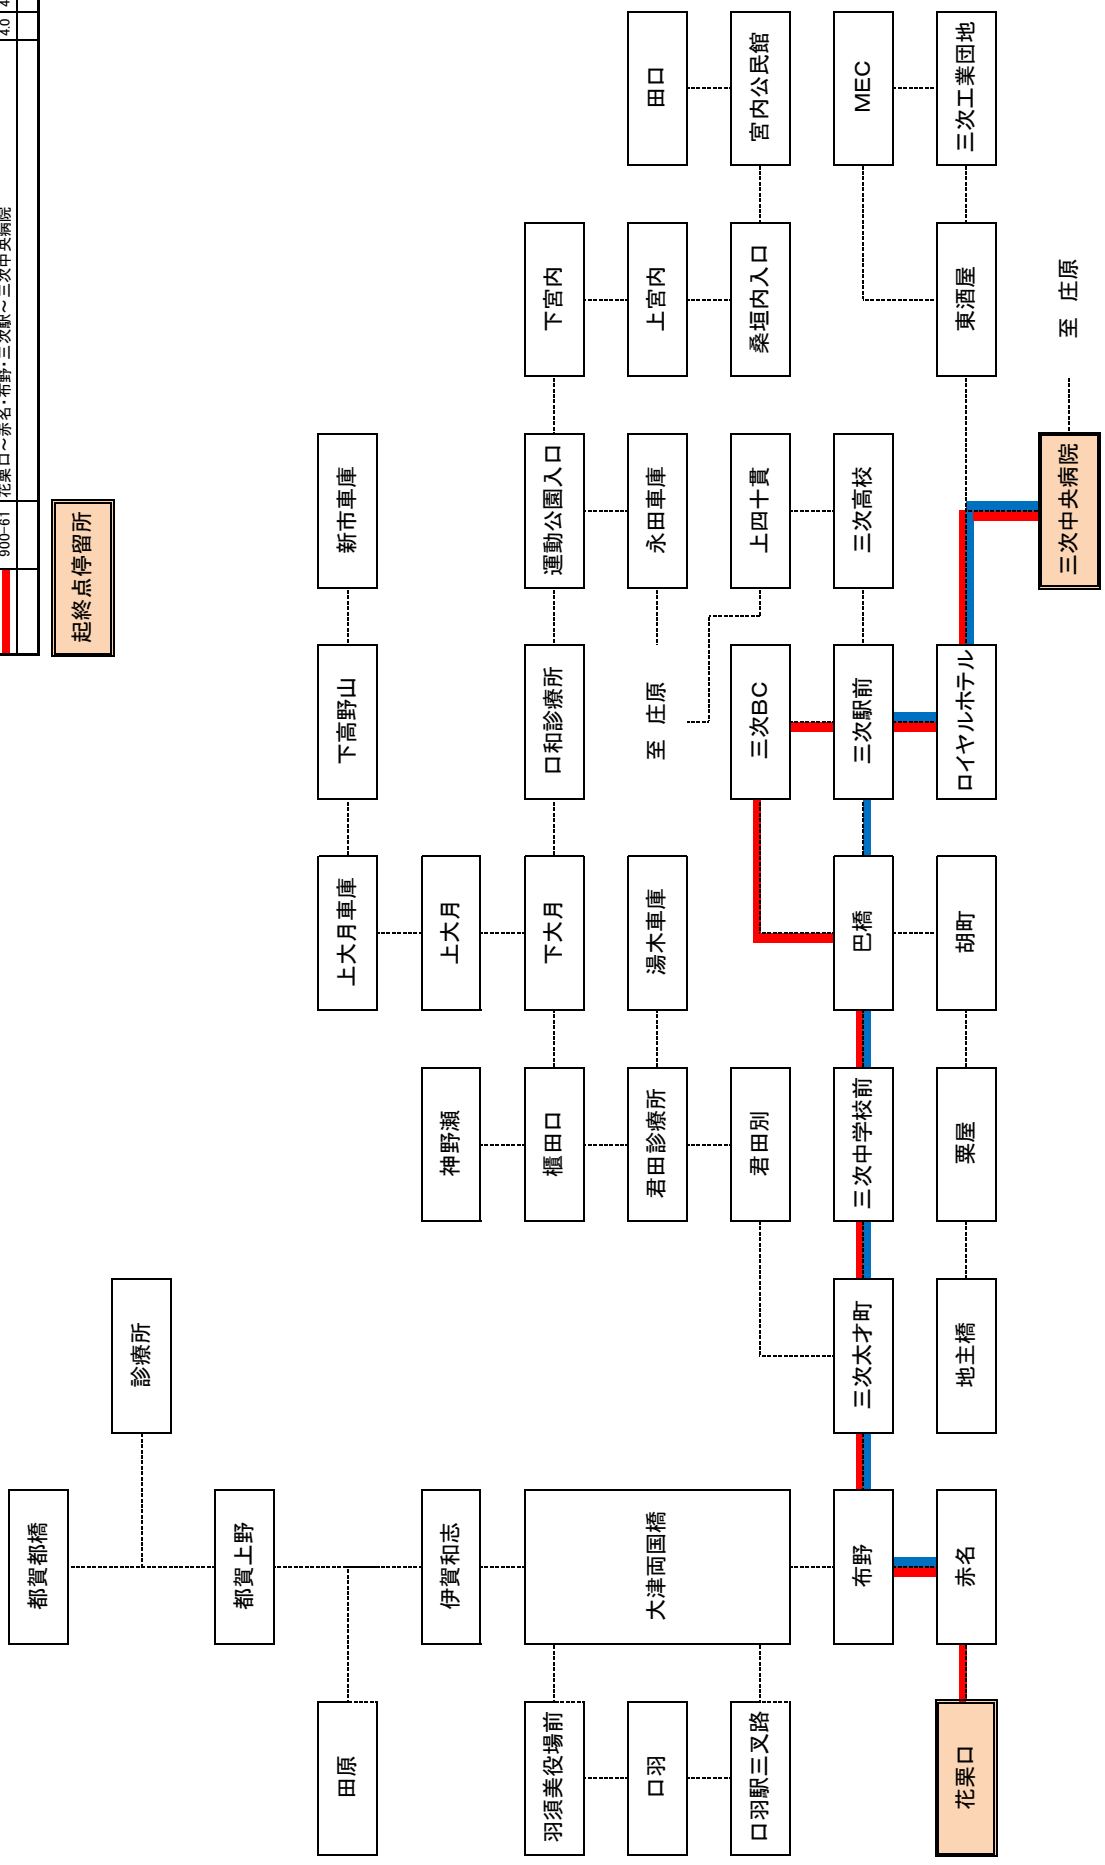 900-61 花栗口～赤名・布野・三次駅～三次中央病院 4.0
起終点停留所
都賀都橋
診療所
都賀上野
田原
上大月車庫
下高野山
新市車庫
伊賀和志
神野瀬
上大月
羽須美役場前
櫃田口
下大月
口和診療所
運動公園入口
下宮内
口羽
大津両国橋
君田診療所
湯木車庫
至 庄原
永田車庫
上宮内
田口
口羽駅三叉路
君田別
三次BC
上四十貫
桑垣内入口
宮内公民館
布野
三次太才町
三次中学校前
巴橋
三次駅前
三次高校
MEC
花栗口
赤名
地主橋
粟屋
胡町
ロイヤルホテル
東酒屋
三次工業団地
三次中央病院
至 庄原